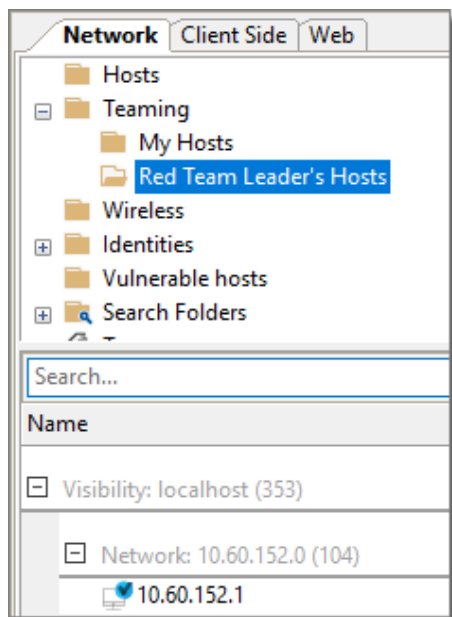 Network Client Side Web
Hosts
Teaming
My Hosts
Red Team Leader's Hosts
Wireless
Identities
Vulnerable hosts
Search Folders
Search...
Name
Visibility: localhost (353)
Network: 10.60.152.0 (104)
10.60.152.1